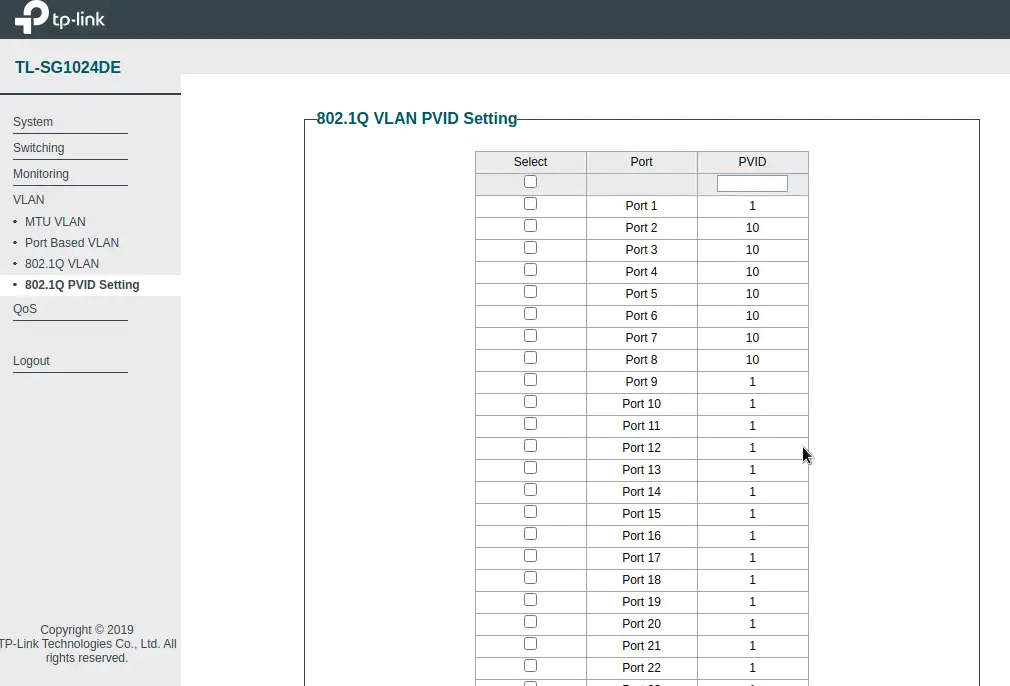 tp-link
TL-SG1024DE
System
Switching
Monitoring
VLAN
• MTU VLAN
• Port Based VLAN
• 802.1Q VLAN
• 802.1Q PVID Setting
QoS
Logout
Copyright © 2019
TP-Link Technologies Co., Ltd. All
rights reserved.
802.1Q VLAN PVID Setting
Select Port PVID
Port 1 1
Port 2 10
Port 3 10
Port 4 10
Port 5 10
Port 6 10
Port 7 10
Port 8 10
Port 9 1
Port 10 1
Port 11 1
Port 12 1
Port 13 1
Port 14 1
Port 15 1
Port 16 1
Port 17 1
Port 18 1
Port 19 1
Port 20 1
Port 21 1
Port 22 1